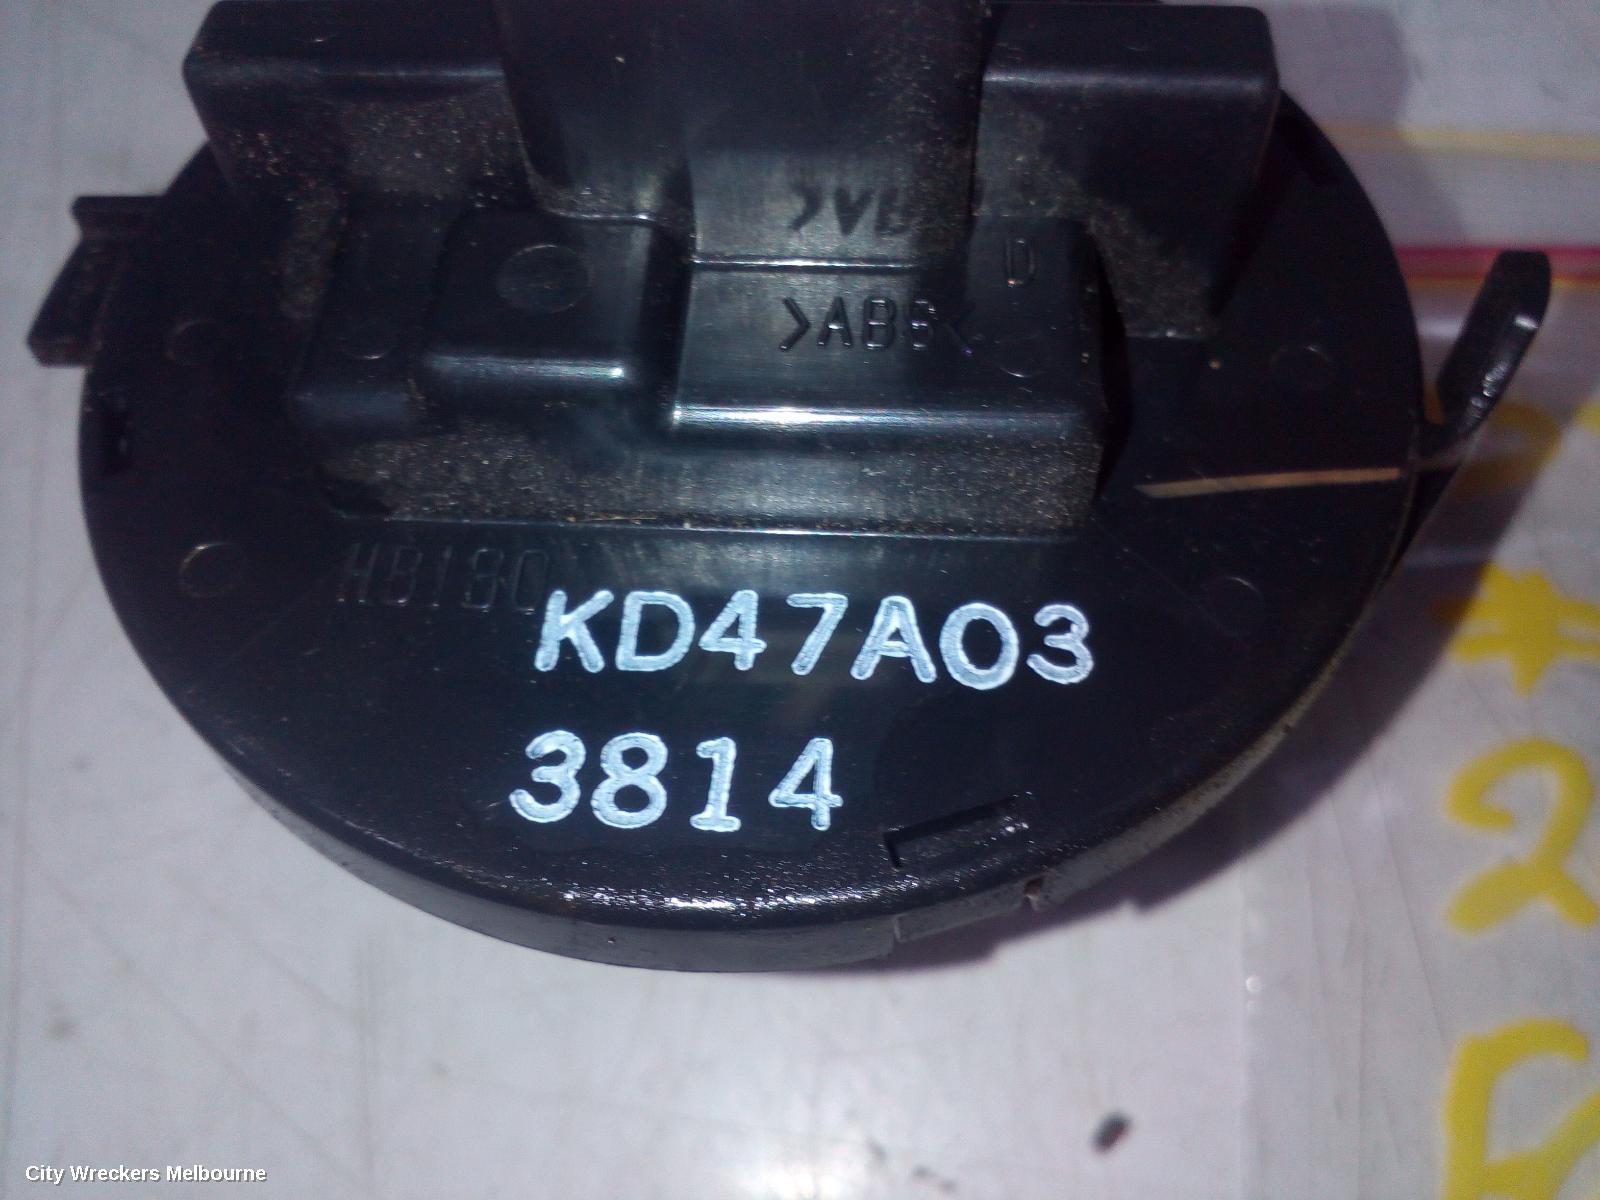 D
>ABS<
HB180
KD47A03
3814
City Wreckers Melbourne